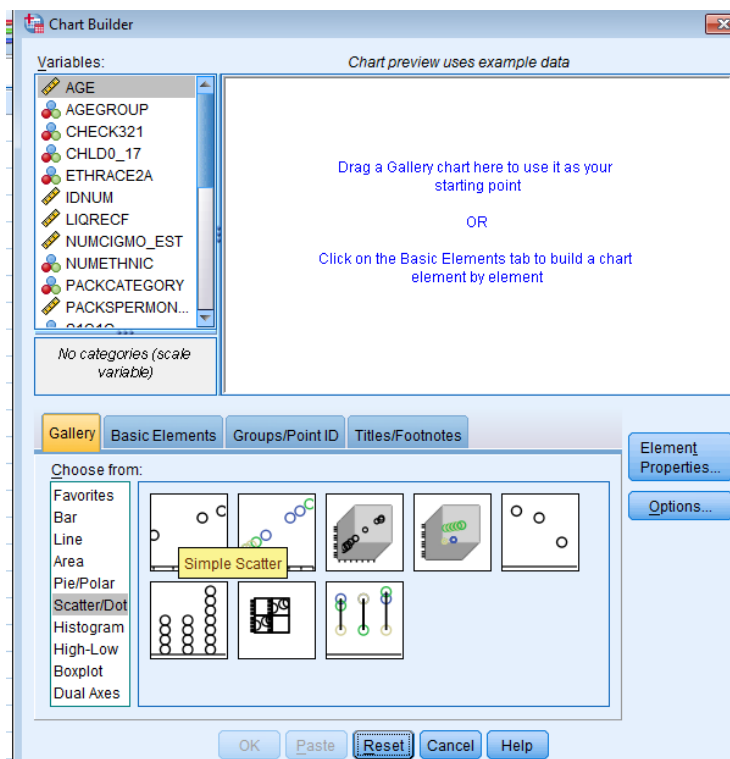 Chart Builder
Variables:
Chart preview uses example data
AGE
AGEGROUP
CHECK321
CHLD0_17
ETHRACE2A
IDNUM
LIQRECF
NUMCIGMO_EST
NUMETHNIC
PACKCATEGORY
PACKSPERMON...
No categories (scale
variable)
Drag a Gallery chart here to use it as your
starting point
OR
Click on the Basic Elements tab to build a chart
element by element
Gallery
Basic Elements
Groups/Point ID
Titles/Footnotes
Element
Properties...
Options...
Choose from:
Favorites
Bar
Line
Area
Pie/Polar
Scatter/Dot
Histogram
High-Low
Boxplot
Dual Axes
Simple Scatter
OK
Paste
Reset
Cancel
Help